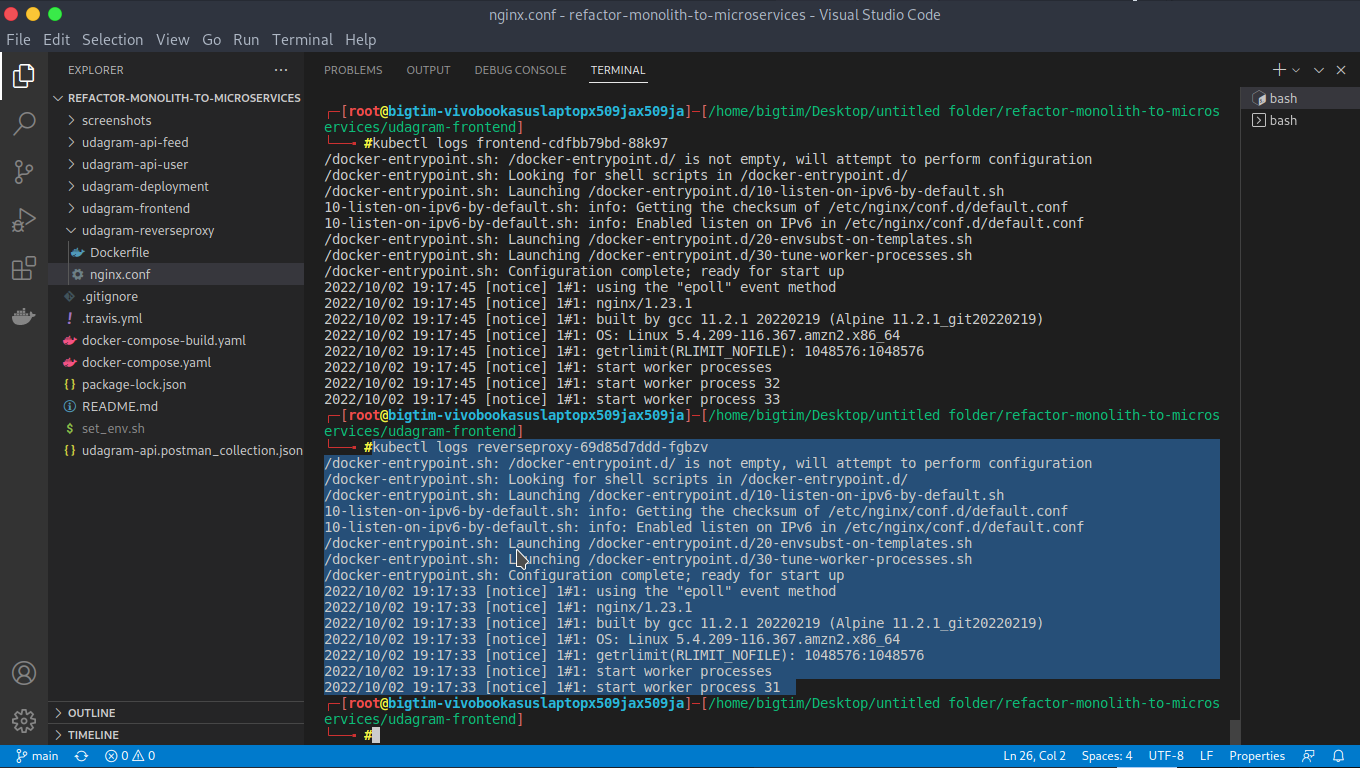 nginx.conf - refactor-monolith-to-microservices - Visual Studio Code
File Edit Selection View Go Run Terminal Help
EXPLORER
REFACTOR-MONOLITH-TO-MICROSERVICES
screenshots
udagram-api-feed
udagram-api-user
udagram-deployment
udagram-frontend
udagram-reverseproxy
Dockerfile
nginx.conf
.gitignore
.travis.yml
docker-compose-build.yaml
docker-compose.yaml
package-lock.json
README.md
set_env.sh
udagram-api.postman_collection.json
OUTLINE
TIMELINE
PROBLEMS OUTPUT DEBUG CONSOLE TERMINAL
┌─[root@bigtim-vivobookasuslaptopx509jax509ja]─[/home/bigtim/Desktop/untitled folder/refactor-monolith-to-micros
ervices/udagram-frontend]
└──╼ #kubectl logs frontend-cdfbb79bd-88k97
/docker-entrypoint.sh: /docker-entrypoint.d/ is not empty, will attempt to perform configuration
/docker-entrypoint.sh: Looking for shell scripts in /docker-entrypoint.d/
/docker-entrypoint.sh: Launching /docker-entrypoint.d/10-listen-on-ipv6-by-default.sh
10-listen-on-ipv6-by-default.sh: info: Getting the checksum of /etc/nginx/conf.d/default.conf
10-listen-on-ipv6-by-default.sh: info: Enabled listen on IPv6 in /etc/nginx/conf.d/default.conf
/docker-entrypoint.sh: Launching /docker-entrypoint.d/20-envsubst-on-templates.sh
/docker-entrypoint.sh: Launching /docker-entrypoint.d/30-tune-worker-processes.sh
/docker-entrypoint.sh: Configuration complete; ready for start up
2022/10/02 19:17:45 [notice] 1#1: using the "epoll" event method
2022/10/02 19:17:45 [notice] 1#1: nginx/1.23.1
2022/10/02 19:17:45 [notice] 1#1: built by gcc 11.2.1 20220219 (Alpine 11.2.1_git20220219)
2022/10/02 19:17:45 [notice] 1#1: OS: Linux 5.4.209-116.367.amzn2.x86_64
2022/10/02 19:17:45 [notice] 1#1: getrlimit(RLIMIT_NOFILE): 1048576:1048576
2022/10/02 19:17:45 [notice] 1#1: start worker processes
2022/10/02 19:17:45 [notice] 1#1: start worker process 32
2022/10/02 19:17:45 [notice] 1#1: start worker process 33
┌─[root@bigtim-vivobookasuslaptopx509jax509ja]─[/home/bigtim/Desktop/untitled folder/refactor-monolith-to-micros
ervices/udagram-frontend]
└──╼ #kubectl logs reverseproxy-69d85d7ddd-fgbzv
/docker-entrypoint.sh: /docker-entrypoint.d/ is not empty, will attempt to perform configuration
/docker-entrypoint.sh: Looking for shell scripts in /docker-entrypoint.d/
/docker-entrypoint.sh: Launching /docker-entrypoint.d/10-listen-on-ipv6-by-default.sh
10-listen-on-ipv6-by-default.sh: info: Getting the checksum of /etc/nginx/conf.d/default.conf
10-listen-on-ipv6-by-default.sh: info: Enabled listen on IPv6 in /etc/nginx/conf.d/default.conf
/docker-entrypoint.sh: Launching /docker-entrypoint.d/20-envsubst-on-templates.sh
/docker-entrypoint.sh: Launching /docker-entrypoint.d/30-tune-worker-processes.sh
/docker-entrypoint.sh: Configuration complete; ready for start up
2022/10/02 19:17:33 [notice] 1#1: using the "epoll" event method
2022/10/02 19:17:33 [notice] 1#1: nginx/1.23.1
2022/10/02 19:17:33 [notice] 1#1: built by gcc 11.2.1 20220219 (Alpine 11.2.1_git20220219)
2022/10/02 19:17:33 [notice] 1#1: OS: Linux 5.4.209-116.367.amzn2.x86_64
2022/10/02 19:17:33 [notice] 1#1: getrlimit(RLIMIT_NOFILE): 1048576:1048576
2022/10/02 19:17:33 [notice] 1#1: start worker processes
2022/10/02 19:17:33 [notice] 1#1: start worker process 31
┌─[root@bigtim-vivobookasuslaptopx509jax509ja]─[/home/bigtim/Desktop/untitled folder/refactor-monolith-to-micros
ervices/udagram-frontend]
└──╼ #
bash
bash
main 0 0 Ln 26, Col 2 Spaces: 4 UTF-8 LF Properties